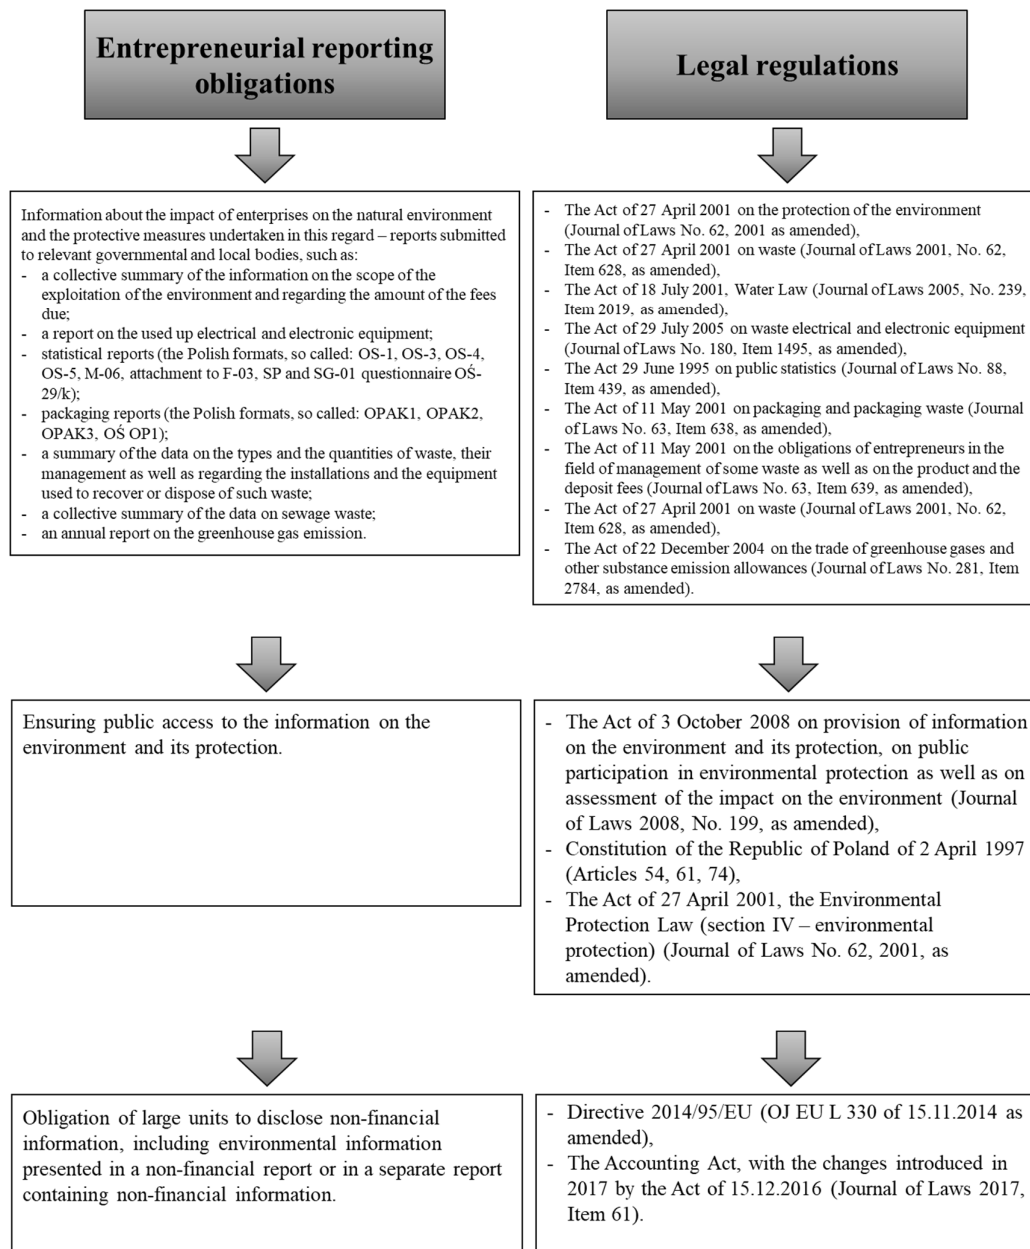 Entrepreneurial reporting
obligations
Legal regulations
Information about the impact of enterprises on the natural environment
and the protective measures undertaken in this regard – reports submitted
to relevant governmental and local bodies, such as:
- a collective summary of the information on the scope of the
exploitation of the environment and regarding the amount of the fees
due;
- a report on the used up electrical and electronic equipment;
- statistical reports (the Polish formats, so called: OS-1, OS-3, OS-4,
OS-5, M-06, attachment to F-03, SP and SG-01 questionnaire OŚ-
29/k);
- packaging reports (the Polish formats, so called: OPAK1, OPAK2,
OPAK3, OŚ OP1);
- a summary of the data on the types and the quantities of waste, their
management as well as regarding the installations and the equipment
used to recover or dispose of such waste;
- a collective summary of the data on sewage waste;
- an annual report on the greenhouse gas emission.
- The Act of 27 April 2001 on the protection of the environment
(Journal of Laws No. 62, 2001 as amended),
- The Act of 27 April 2001 on waste (Journal of Laws 2001, No. 62,
Item 628, as amended),
- The Act of 18 July 2001, Water Law (Journal of Laws 2005, No. 239,
Item 2019, as amended),
- The Act of 29 July 2005 on waste electrical and electronic equipment
(Journal of Laws No. 180, Item 1495, as amended),
- The Act 29 June 1995 on public statistics (Journal of Laws No. 88,
Item 439, as amended),
- The Act of 11 May 2001 on packaging and packaging waste (Journal
of Laws No. 63, Item 638, as amended),
- The Act of 11 May 2001 on the obligations of entrepreneurs in the
field of management of some waste as well as on the product and the
deposit fees (Journal of Laws No. 63, Item 639, as amended),
- The Act of 27 April 2001 on waste (Journal of Laws 2001, No. 62,
Item 628, as amended),
- The Act of 22 December 2004 on the trade of greenhouse gases and
other substance emission allowances (Journal of Laws No. 281, Item
2784, as amended).
Ensuring public access to the information on the
environment and its protection.
- The Act of 3 October 2008 on provision of information
on the environment and its protection, on public
participation in environmental protection as well as on
assessment of the impact on the environment (Journal
of Laws 2008, No. 199, as amended),
- Constitution of the Republic of Poland of 2 April 1997
(Articles 54, 61, 74),
- The Act of 27 April 2001, the Environmental
Protection Law (section IV – environmental
protection) (Journal of Laws No. 62, 2001, as
amended).
Obligation of large units to disclose non-financial
information, including environmental information
presented in a non-financial report or in a separate report
containing non-financial information.
- Directive 2014/95/EU (OJ EU L 330 of 15.11.2014 as
amended),
- The Accounting Act, with the changes introduced in
2017 by the Act of 15.12.2016 (Journal of Laws 2017,
Item 61).